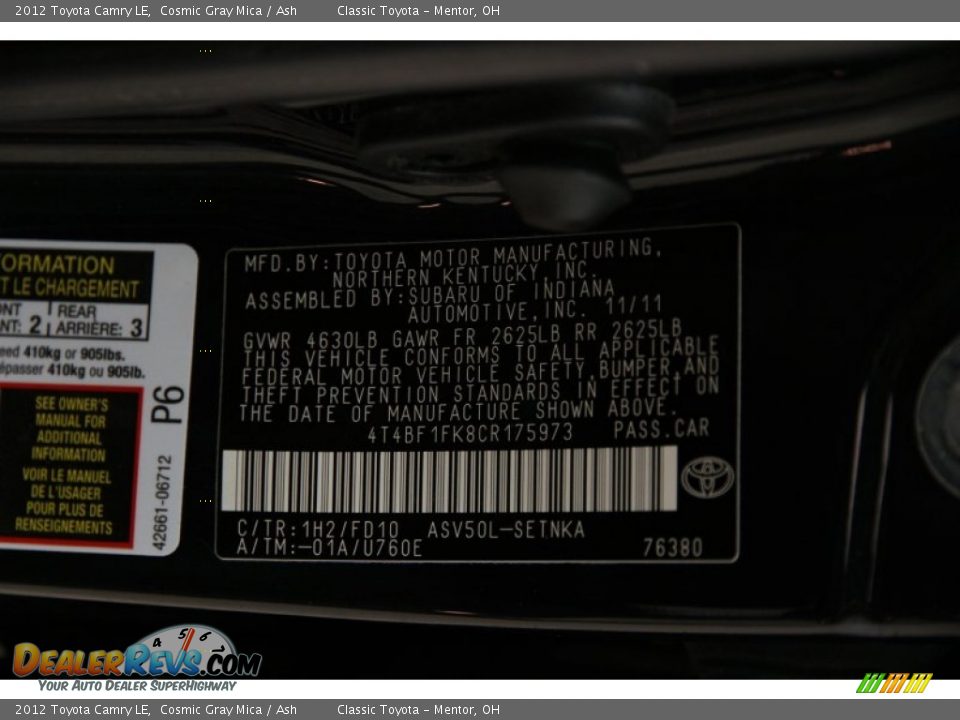 2012 Toyota Camry LE, Cosmic Gray Mica / Ash Classic Toyota - Mentor, OH
ORMATION
T LE CHARGEMENT
ONT REAR
NT: 2 ARRIÈRE: 3
eed 410kg or 905lbs.
épasser 410kg ou 905lb.
SEE OWNER'S
MANUAL FOR
ADDITIONAL
INFORMATION
VOIR LE MANUEL
DE L'USAGER
POUR PLUS DE
RENSEIGNEMENTS
P6
42661-06712
MFD.BY:TOYOTA MOTOR MANUFACTURING,
NORTHERN KENTUCKY, INC.
ASSEMBLED BY:SUBARU OF INDIANA
AUTOMOTIVE,INC. 11/11
GVWR 4630LB GAWR FR 2625LB RR 2625LB
THIS VEHICLE CONFORMS TO ALL APPLICABLE
FEDERAL MOTOR VEHICLE SAFETY,BUMPER,AND
THEFT PREVENTION STANDARDS IN EFFECT ON
THE DATE OF MANUFACTURE SHOWN ABOVE.
4T4BF1FK8CR175973 PASS.CAR
C/TR:1H2/FD10 ASV50L-SETNKA
A/TM:-01A/U760E 76380
4 5 6
DEALERREVS.COM
YOUR AUTO DEALER SUPERHIGHWAY
2012 Toyota Camry LE, Cosmic Gray Mica / Ash Classic Toyota - Mentor, OH